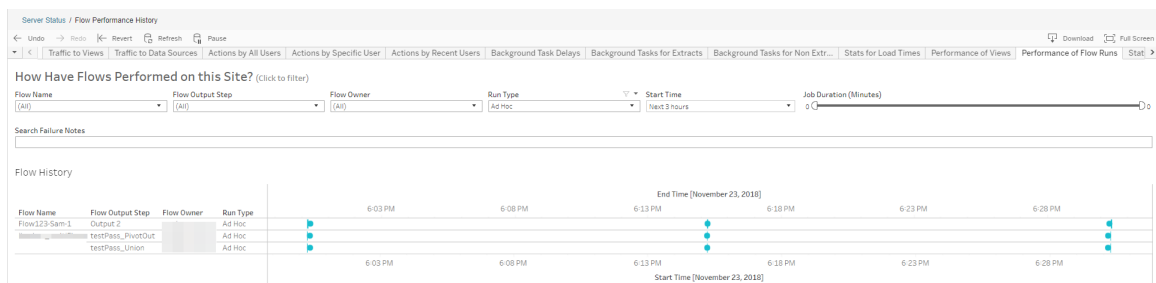 Server Status / Flow Performance History
Undo Redo Revert Refresh Pause Download Full Screen
Traffic to Views Traffic to Data Sources Actions by All Users Actions by Specific User Actions by Recent Users Background Task Delays Background Tasks for Extracts Background Tasks for Non Extr... Stats for Load Times Performance of Views Performance of Flow Runs Stat
How Have Flows Performed on this Site? (Click to filter)
Flow Name Flow Output Step Flow Owner Run Type Start Time Job Duration (Minutes)
(All) (All) (All) Ad Hoc Next 3 hours 0 0
Search Failure Notes
Flow History
End Time [November 23, 2018]
6:03 PM 6:08 PM 6:13 PM 6:18 PM 6:23 PM 6:28 PM
Flow Name Flow Output Step Flow Owner Run Type
Flow123-Sam-1 Output 2 Ad Hoc
testPass_PivotOut Ad Hoc
testPass_Union Ad Hoc
6:03 PM 6:08 PM 6:13 PM 6:18 PM 6:23 PM 6:28 PM
Start Time [November 23, 2018]